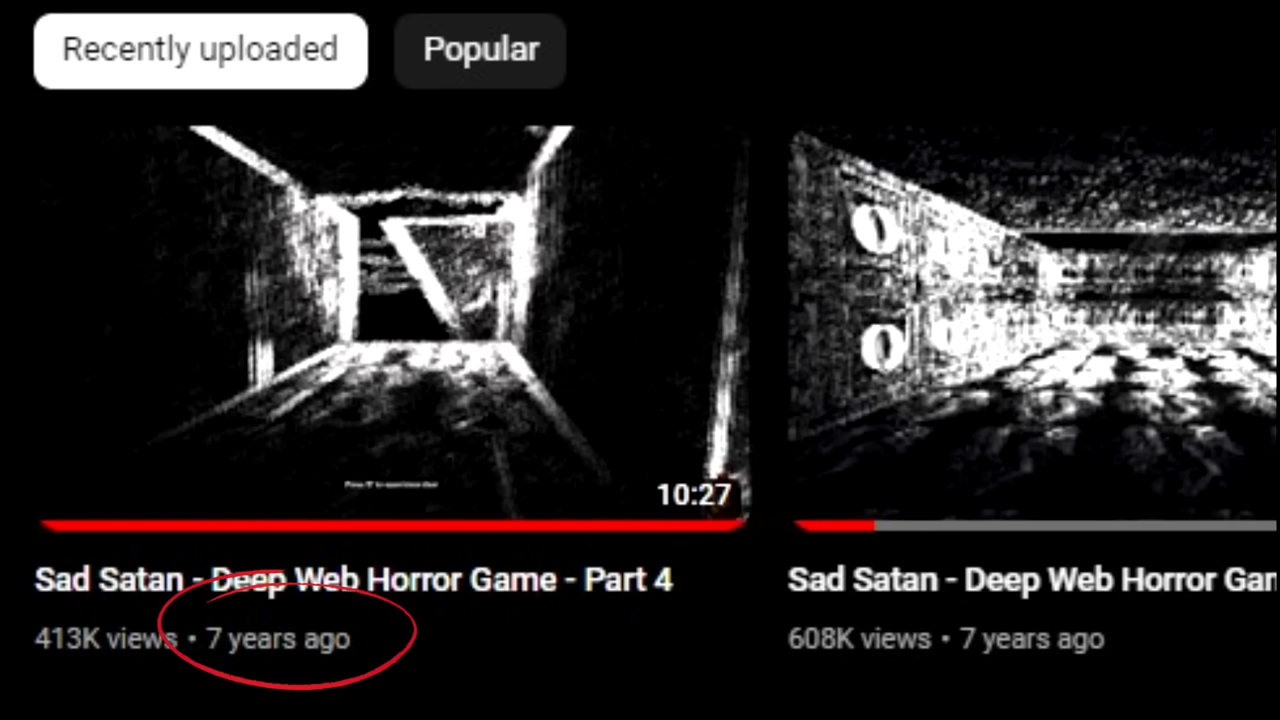 Recently uploaded
Popular
10:27
Sad Satan - Deep Web Horror Game - Part 4
413K views • 7 years ago
Sad Satan - Deep Web Horror Gam
608K views • 7 years ago